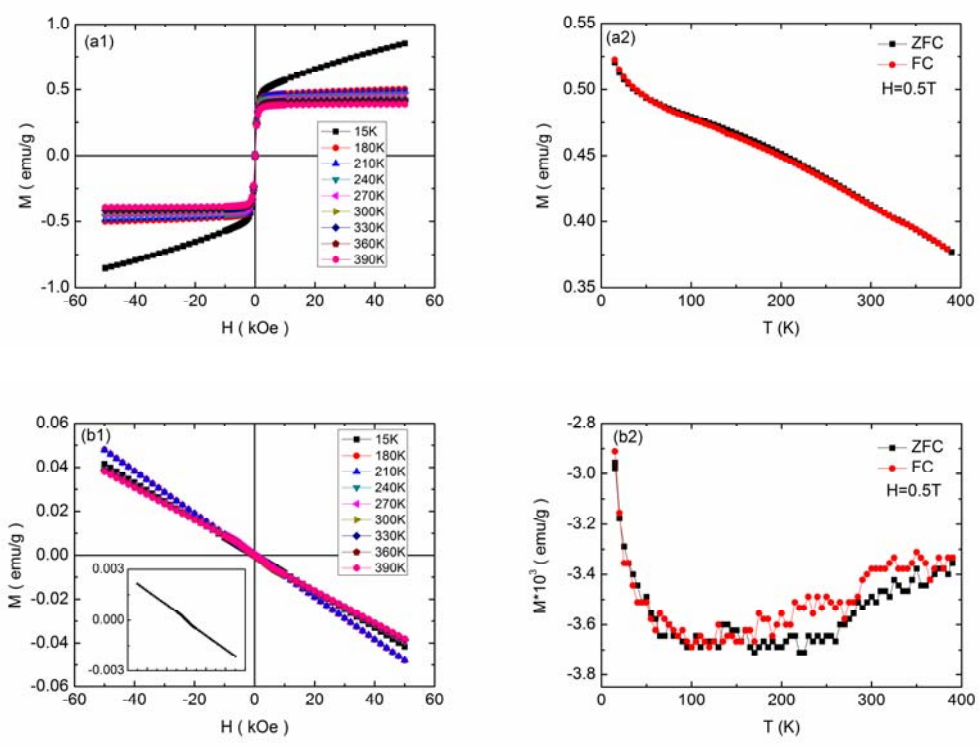 (a1)
1.0
0.5
0.0
-0.5
-1.0
M ( emu/g )
-60 -40 -20 0 20 40 60
H ( kOe )
15K
180K
210K
240K
270K
300K
330K
360K
390K
(a2)
0.55
0.50
0.45
0.40
0.35
M ( emu/g )
0 100 200 300 400
T (K)
ZFC
FC
H=0.5T
(b1)
0.06
0.04
0.02
0.00
-0.02
-0.04
-0.06
M ( emu/g )
-60 -40 -20 0 20 40 60
H ( kOe )
15K
180K
210K
240K
270K
300K
330K
360K
390K
0.003
0.000
-0.003
(b2)
-2.8
-3.0
-3.2
-3.4
-3.6
-3.8
M*10³ ( emu/g )
0 100 200 300 400
T (K)
ZFC
FC
H=0.5T